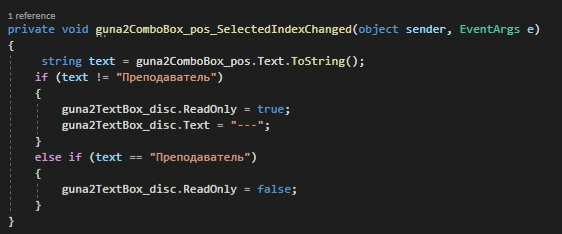 1 reference
private void guna2ComboBox_pos_SelectedIndexChanged(object sender, EventArgs e)
{
string text = guna2ComboBox_pos.Text.ToString();
if (text != "Преподаватель")
{
guna2TextBox_disc.ReadOnly = true;
guna2TextBox_disc.Text = "---";
}
else if (text == "Преподаватель")
{
guna2TextBox_disc.ReadOnly = false;
}
}